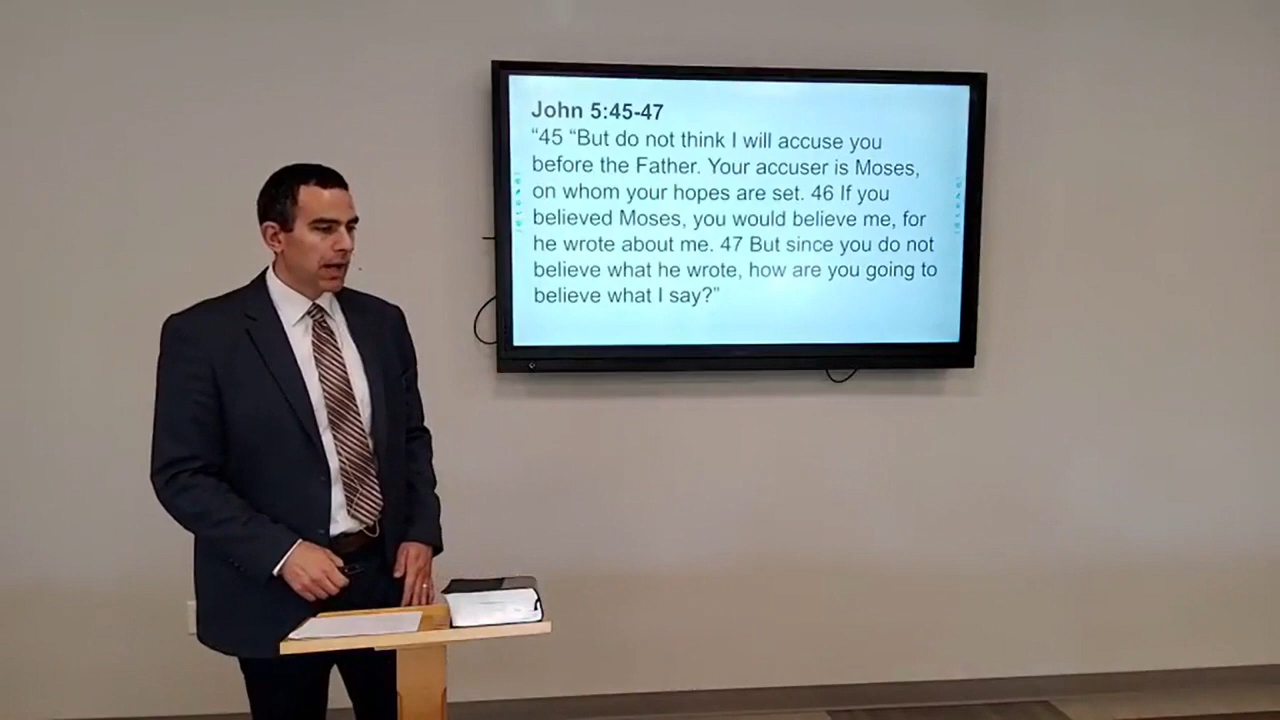 John 5:45-47
“45 “But do not think I will accuse you
before the Father. Your accuser is Moses,
on whom your hopes are set. 46 If you
believed Moses, you would believe me, for
he wrote about me. 47 But since you do not
believe what he wrote, how are you going to
believe what I say?”